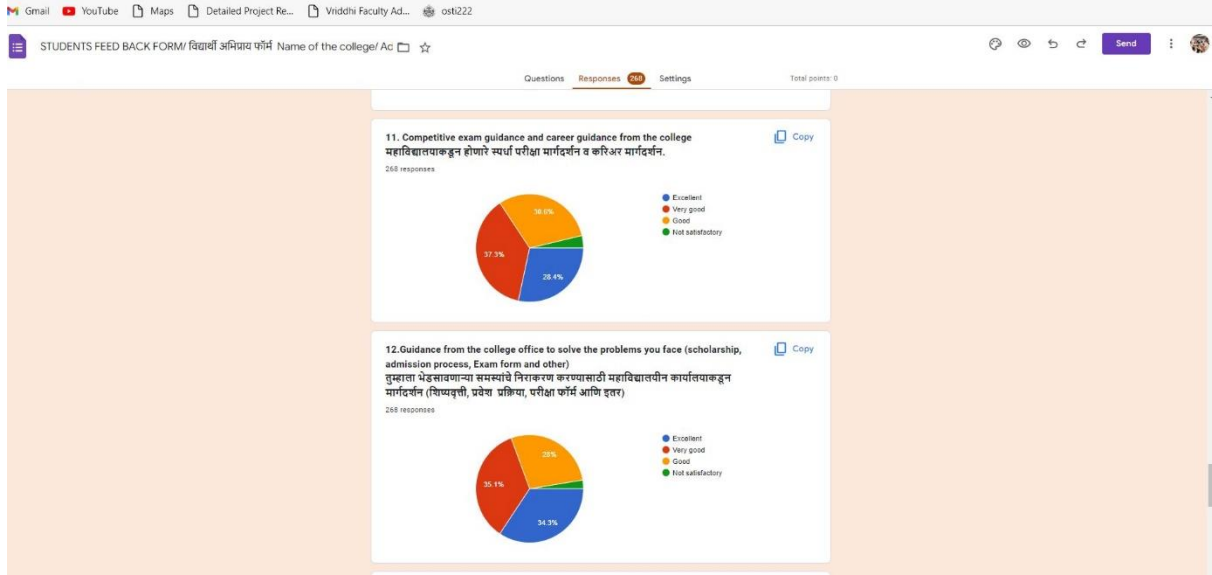 Gmail YouTube Maps Detailed Project Re... Vriddhi Faculty Ad... osti222
STUDENTS FEED BACK FORM/ विद्यार्थी अभिप्राय फॉर्म Name of the college/ Ac
Send
Questions Responses 268 Settings Total points: 0
11. Competitive exam guidance and career guidance from the college
Copy
महाविद्यालयाकडून होणारे स्पर्धा परीक्षा मार्गदर्शन व करिअर मार्गदर्शन.
268 responses
Excellent
Very good
Good
Not satisfactory
37.3%
28.4%
12.Guidance from the college office to solve the problems you face (scholarship,
Copy
admission process, Exam form and other)
तुम्हाला भेडसावणाऱ्या समस्यांचे निराकरण करण्यासाठी महाविद्यालयीन कार्यालयाकडून
मार्गदर्शन (शिष्यवृत्ती, प्रवेश प्रक्रिया, परीक्षा फॉर्म आणि इतर)
268 responses
Excellent
Very good
Good
Not satisfactory
28%
35.1%
34.3%